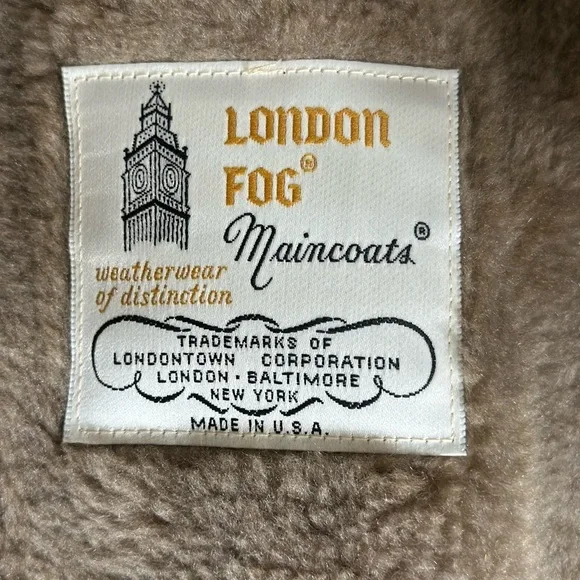 LONDON
FOG®
Maincoats®
weatherwear
of distinction
TRADEMARKS OF
LONDONTOWN CORPORATION
LONDON · BALTIMORE
NEW YORK
MADE IN U.S.A.